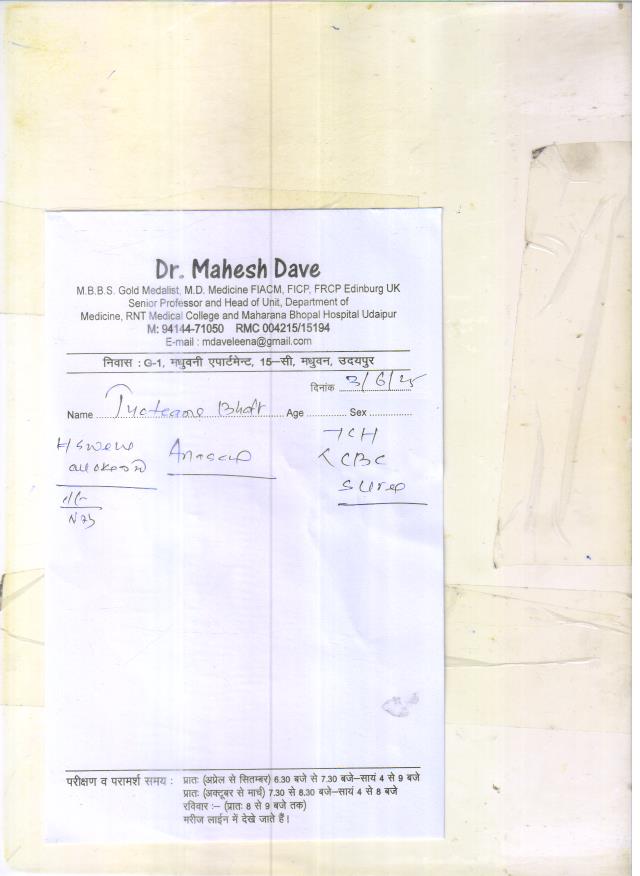 Dr. Mahesh Dave
M.B.B.S. Gold Medalist, M.D. Medicine FIACM, FICP, FRCP Edinburg UK
Senior Professor and Head of Unit, Department of
Medicine, RNT Medical College and Maharana Bhopal Hospital Udaipur
M: 94144-71050 RMC 004215/15194
E-mail : mdaveleena@gmail.com
निवास : G-1, मधुवनी एपार्टमेन्ट, 15–सी, मधुवन, उदयपुर
दिनांक 3/6/25
Name Bhatt Age Sex
CBC
परीक्षण व परामर्श समय : प्रातः (अप्रेल से सितम्बर) 6.30 बजे से 7.30 बजे–सायं 4 से 9 बजे
प्रातः (अक्टूबर से मार्च) 7.30 से 8.30 बजे–सायं 4 से 8 बजे
रविवार :– (प्रातः 8 से 9 बजे तक)
मरीज लाईन में देखे जाते हैं।